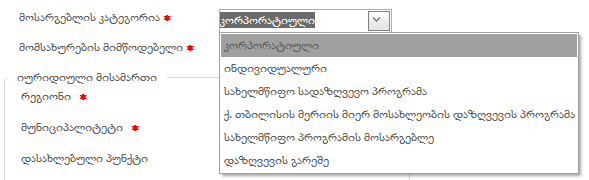 მოსარგებლის კატეგორია * კორპორატიული
კორპორატიული
მომსახურების მიმწოდებელი *
ინდივიდუალური
იურიდიული მისამართი
სახელმწიფო სადაზღვევო პროგრამა
რეგიონი *
ქ. თბილისის მერიის მიერ მოსახლეობის დაზღვევის პროგრამა
მუნიციპალიტეტი *
სახელმწიფო პროგრამის მოსარგებლე
დასახლებული პუნქტი
დაზღვევის გარეშე